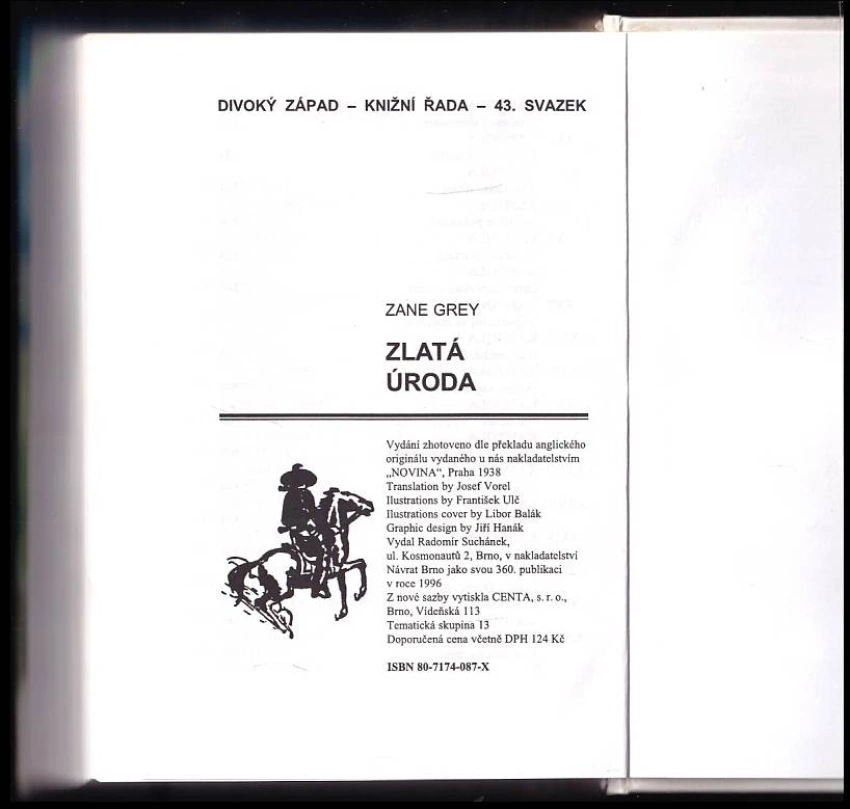 DIVOKÝ ZÁPAD – KNIŽNÍ ŘADA – 43. SVAZEK
ZANE GREY
ZLATÁ
ÚRODA
Vydání zhotoveno dle překladu anglického
originálu vydaného u nás nakladatelstvím
„NOVINA“, Praha 1938
Translation by Josef Vorel
Ilustrations by František Ulč
Ilustrations cover by Libor Balák
Graphic design by Jiří Hanák
Vydal Radomír Suchánek,
ul. Kosmonautů 2, Brno, v nakladatelství
Návrat Brno jako svou 360. publikaci
v roce 1996
Z nové sazby vytiskla CENTA, s. r. o.,
Brno, Vídeňská 113
Tematická skupina 13
Doporučená cena včetně DPH 124 Kč
ISBN 80-7174-087-X